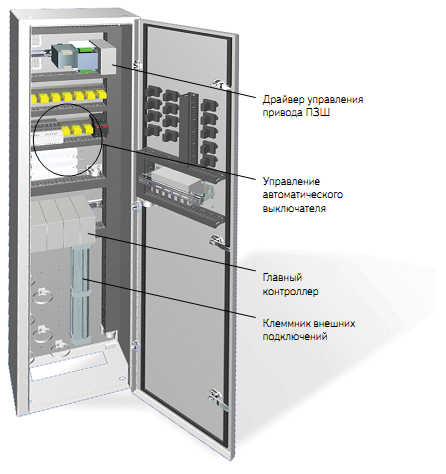 Драйвер управления
привода ПЗШ
Управление
автоматического
выключателя
Главный
контроллер
Клеммник внешних
подключений